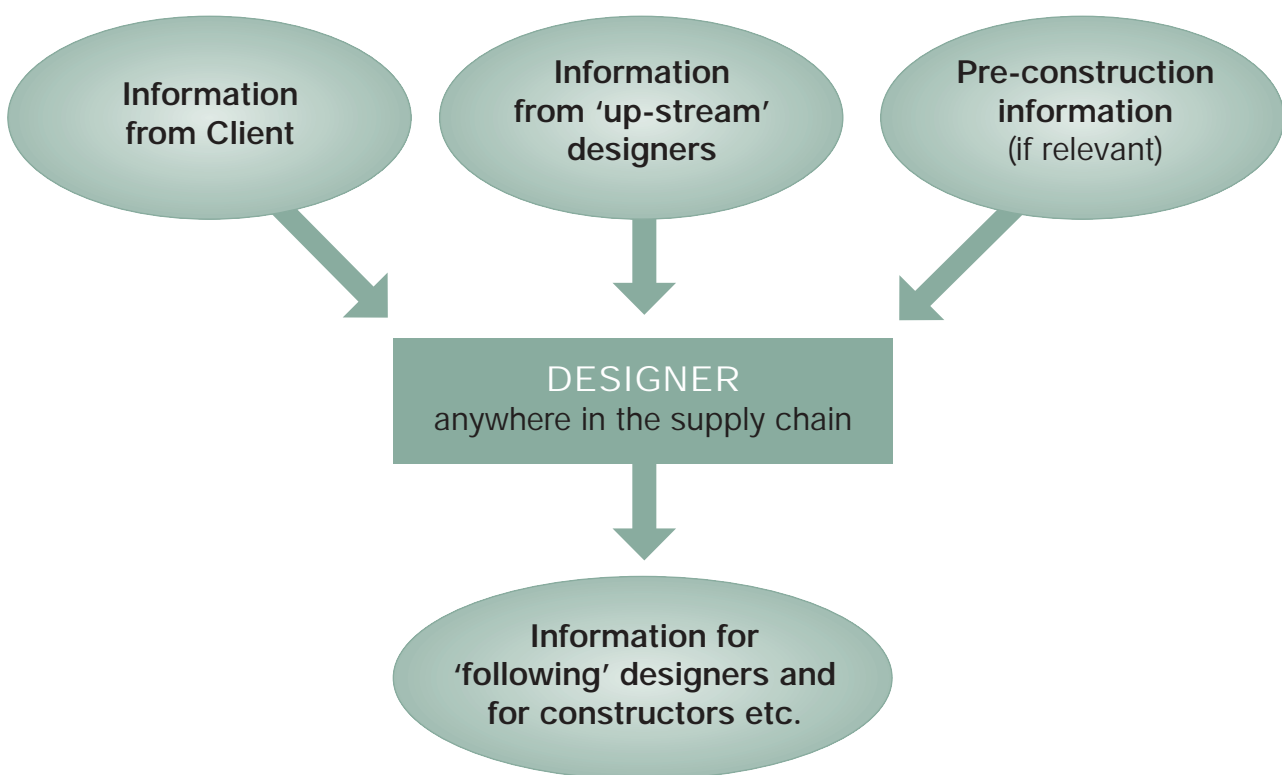 Information
from Client
Information
from ‘up-stream’
designers
Pre-construction
information
(if relevant)
DESIGNER
anywhere in the supply chain
Information for
‘following’ designers and
for constructors etc.